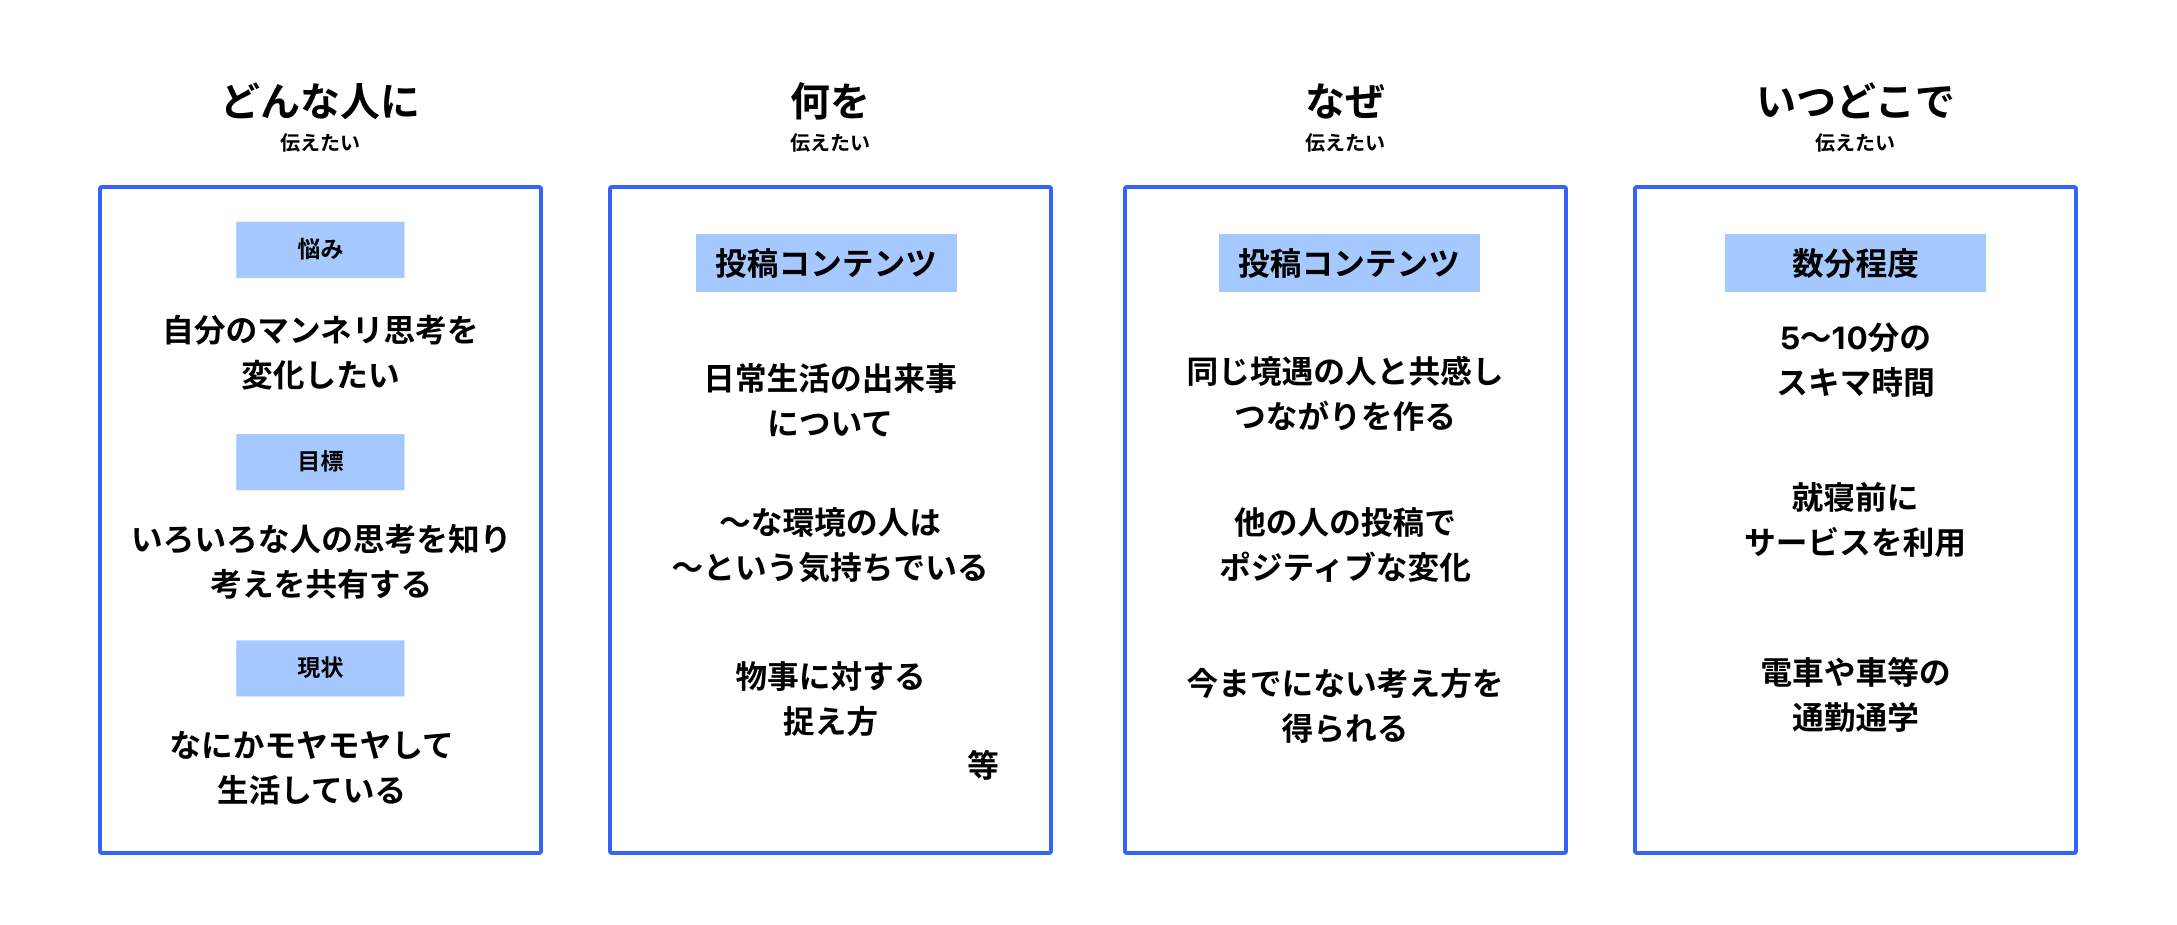 どんな人に
伝えたい
悩み
自分のマンネリ思考を
変化したい
目標
いろいろな人の思考を知り
考えを共有する
現状
なにかモヤモヤして
生活している
何を
伝えたい
投稿コンテンツ
日常生活の出来事
について
〜な環境の人は
〜という気持ちでいる
物事に対する
捉え方
等
なぜ
伝えたい
投稿コンテンツ
同じ境遇の人と共感し
つながりを作る
他の人の投稿で
ポジティブな変化
今までにない考え方を
得られる
いつどこで
伝えたい
数分程度
5〜10分の
スキマ時間
就寝前に
サービスを利用
電車や車等の
通勤通学